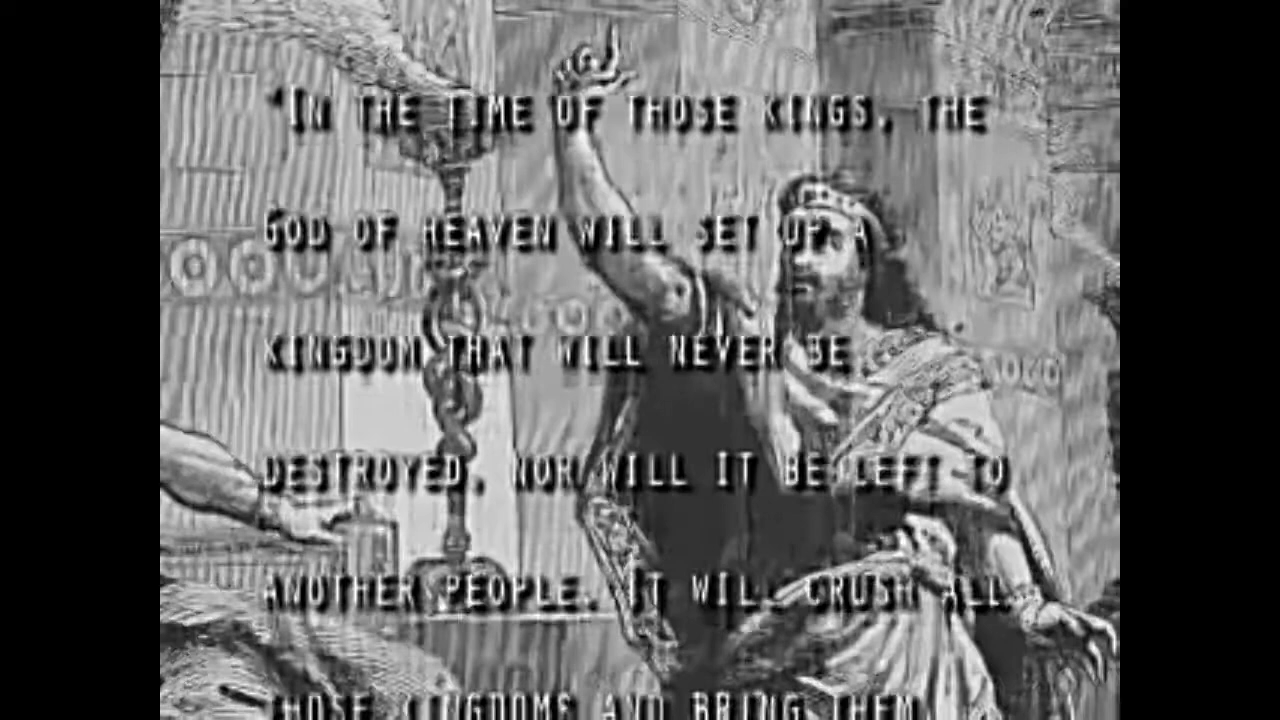 "IN THE TIME OF THOSE KINGS, THE
GOD OF HEAVEN WILL SET UP A
KINGDOM THAT WILL NEVER BE
DESTROYED, NOR WILL IT BE LEFT TO
ANOTHER PEOPLE. IT WILL CRUSH ALL
THOSE KINGDOMS AND BRING THEM